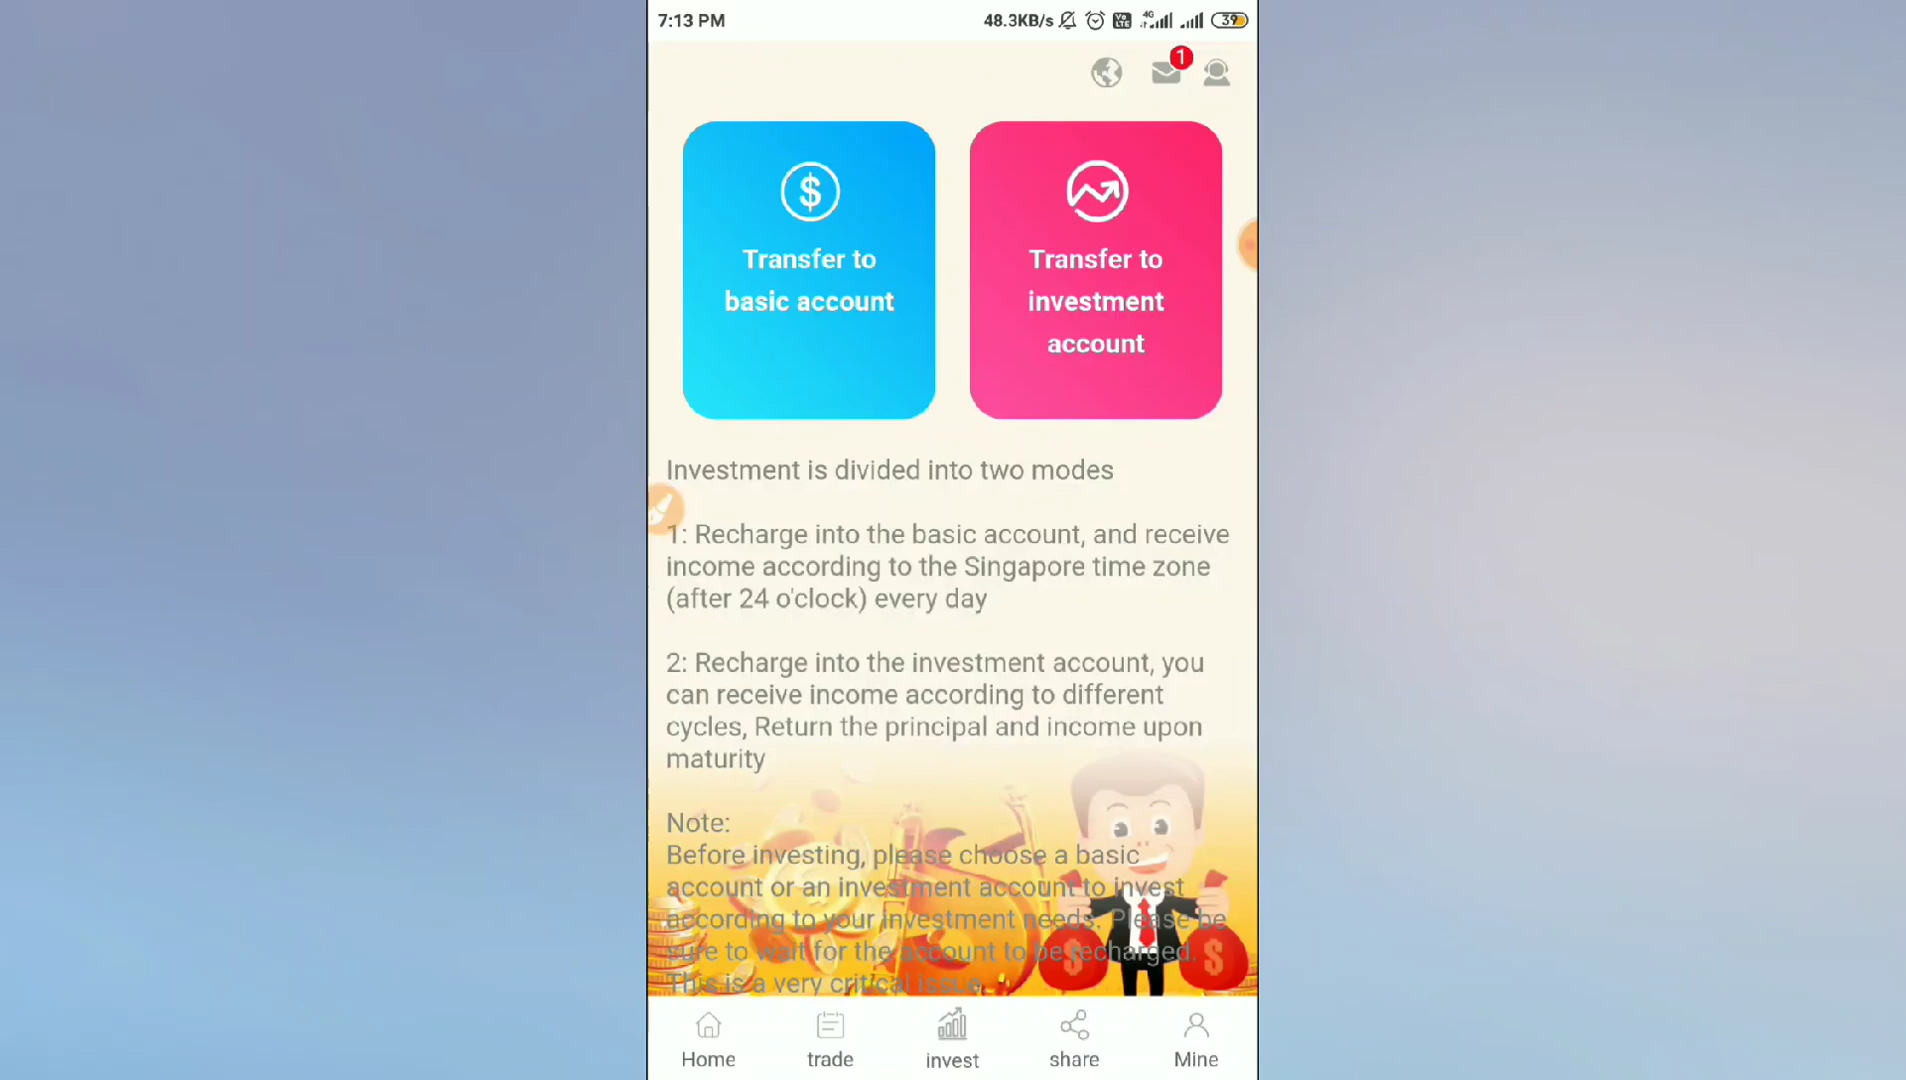 7:13 PM
48.3KB/s
Vo
LTE
4G
39
1
$
Transfer to
basic account
Transfer to
investment
account
Investment is divided into two modes
1: Recharge into the basic account, and receive
income according to the Singapore time zone
(after 24 o'clock) every day
2: Recharge into the investment account, you
can receive income according to different
cycles, Return the principal and income upon
maturity
Note:
Before investing, please choose a basic
account or an investment account to invest
according to your investment needs. Please be
sure to wait for the account to be recharged.
This is a very critical issue.
$
$
Home
trade
invest
share
Mine